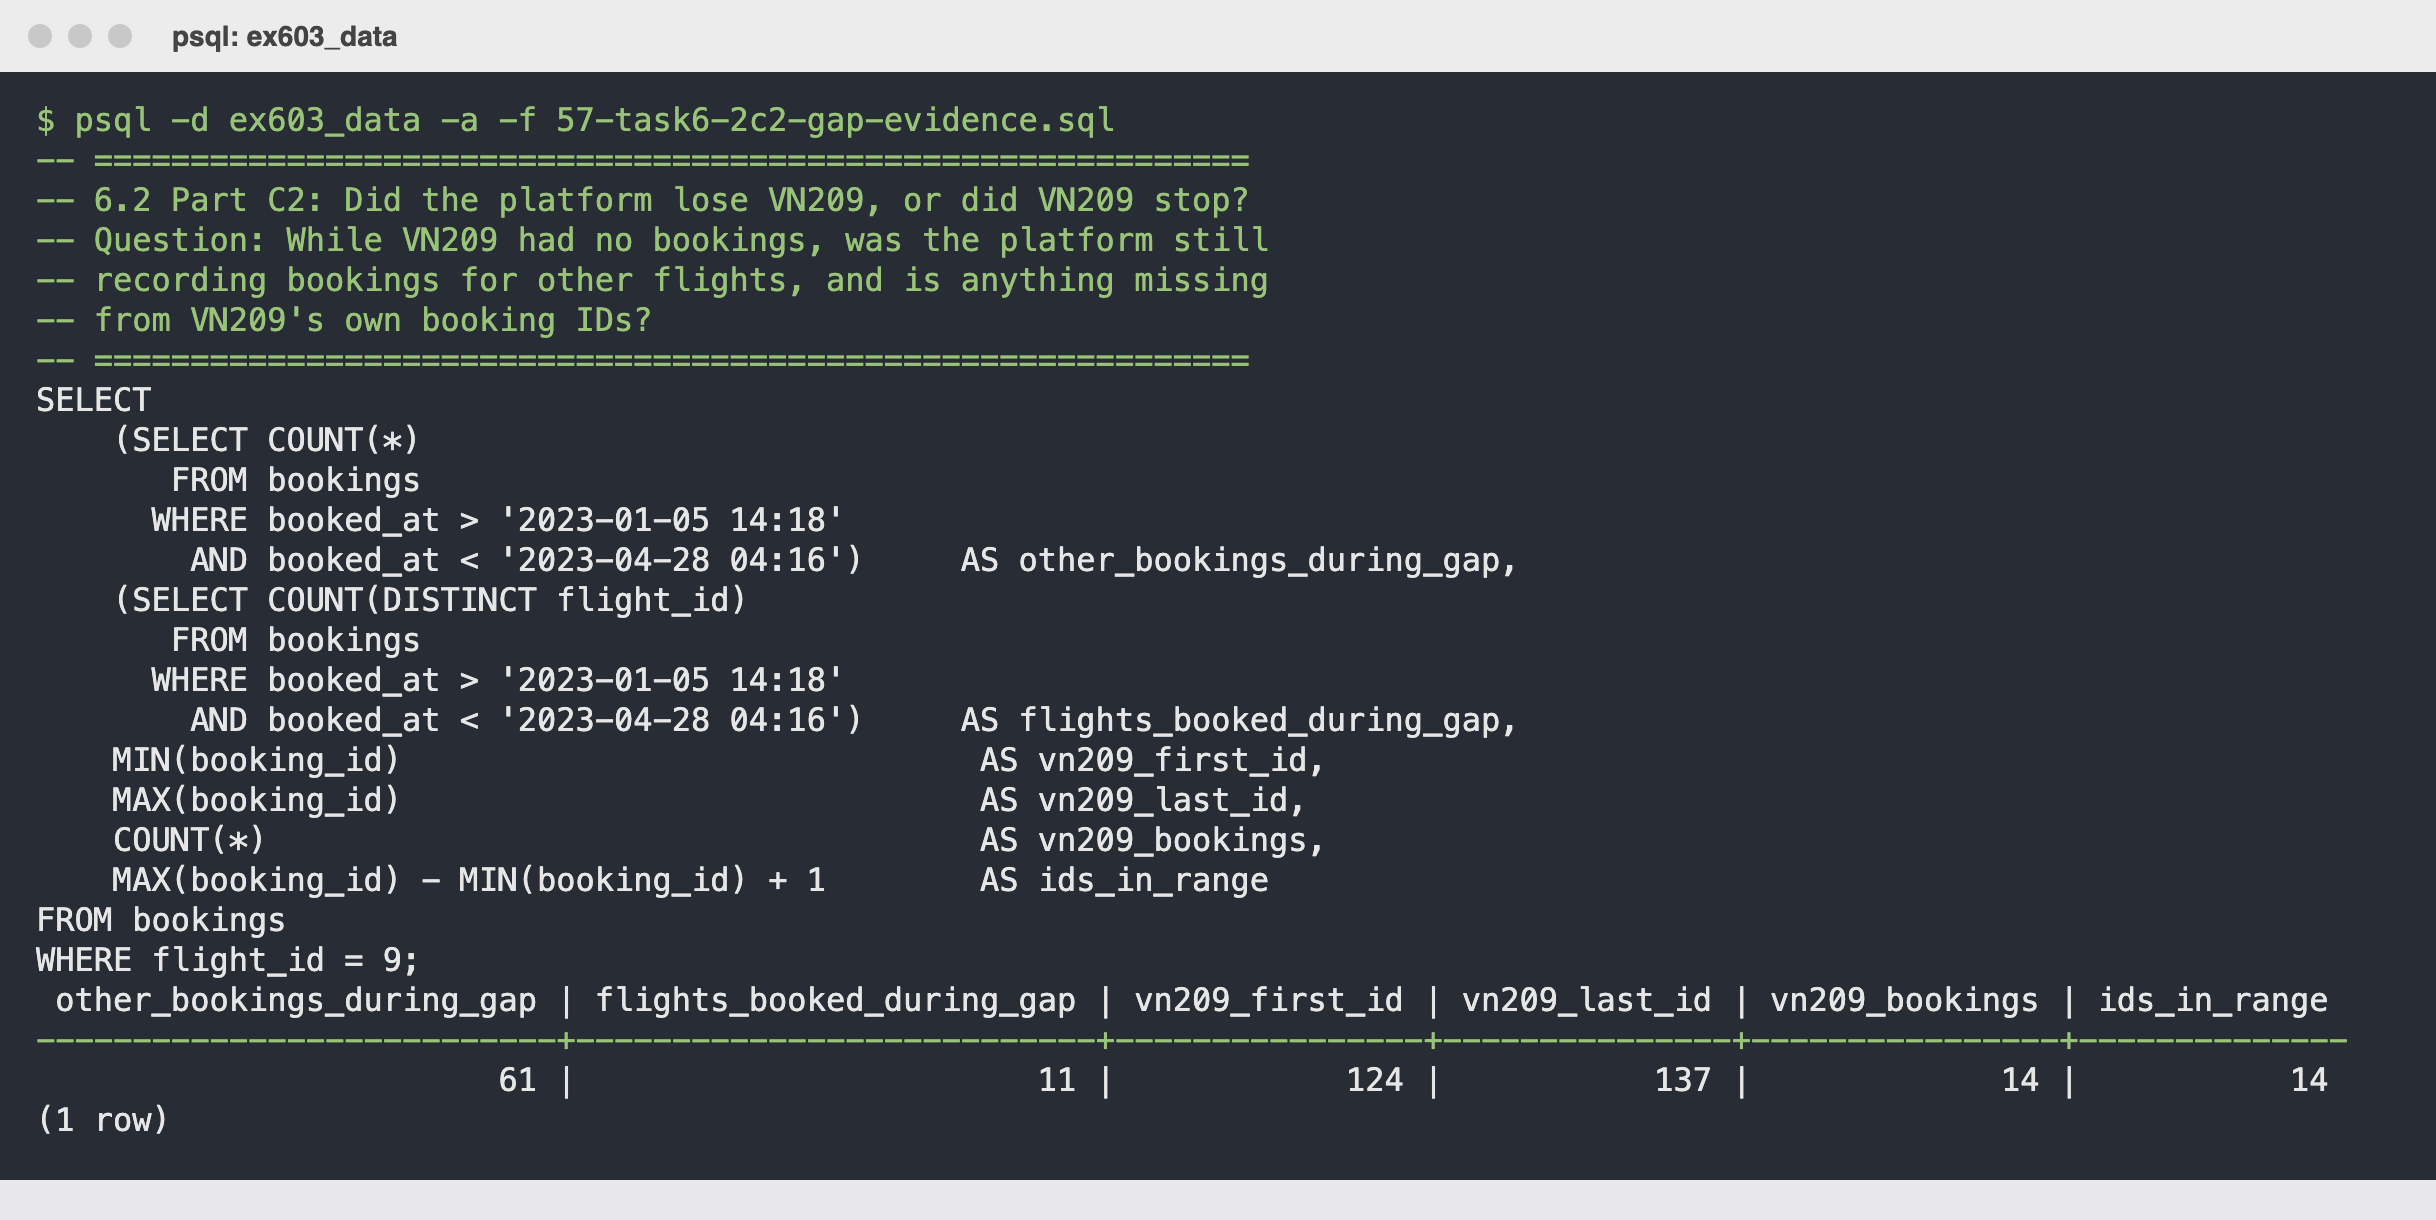 psql: ex603_data
$ psql -d ex603_data -a -f 57-task6-2c2-gap-evidence.sql
-- ============================================================
-- 6.2 Part C2: Did the platform lose VN209, or did VN209 stop?
-- Question: While VN209 had no bookings, was the platform still
-- recording bookings for other flights, and is anything missing
-- from VN209's own booking IDs?
-- ============================================================
SELECT
    (SELECT COUNT(*)
       FROM bookings
      WHERE booked_at > '2023-01-05 14:18'
        AND booked_at < '2023-04-28 04:16')     AS other_bookings_during_gap,
    (SELECT COUNT(DISTINCT flight_id)
       FROM bookings
      WHERE booked_at > '2023-01-05 14:18'
        AND booked_at < '2023-04-28 04:16')     AS flights_booked_during_gap,
    MIN(booking_id)                              AS vn209_first_id,
    MAX(booking_id)                              AS vn209_last_id,
    COUNT(*)                                     AS vn209_bookings,
    MAX(booking_id) - MIN(booking_id) + 1        AS ids_in_range
FROM bookings
WHERE flight_id = 9;
 other_bookings_during_gap | flights_booked_during_gap | vn209_first_id | vn209_last_id | vn209_bookings | ids_in_range
---------------------------+---------------------------+----------------+---------------+----------------+--------------
                        61 |                        11 |            124 |           137 |             14 |           14
(1 row)